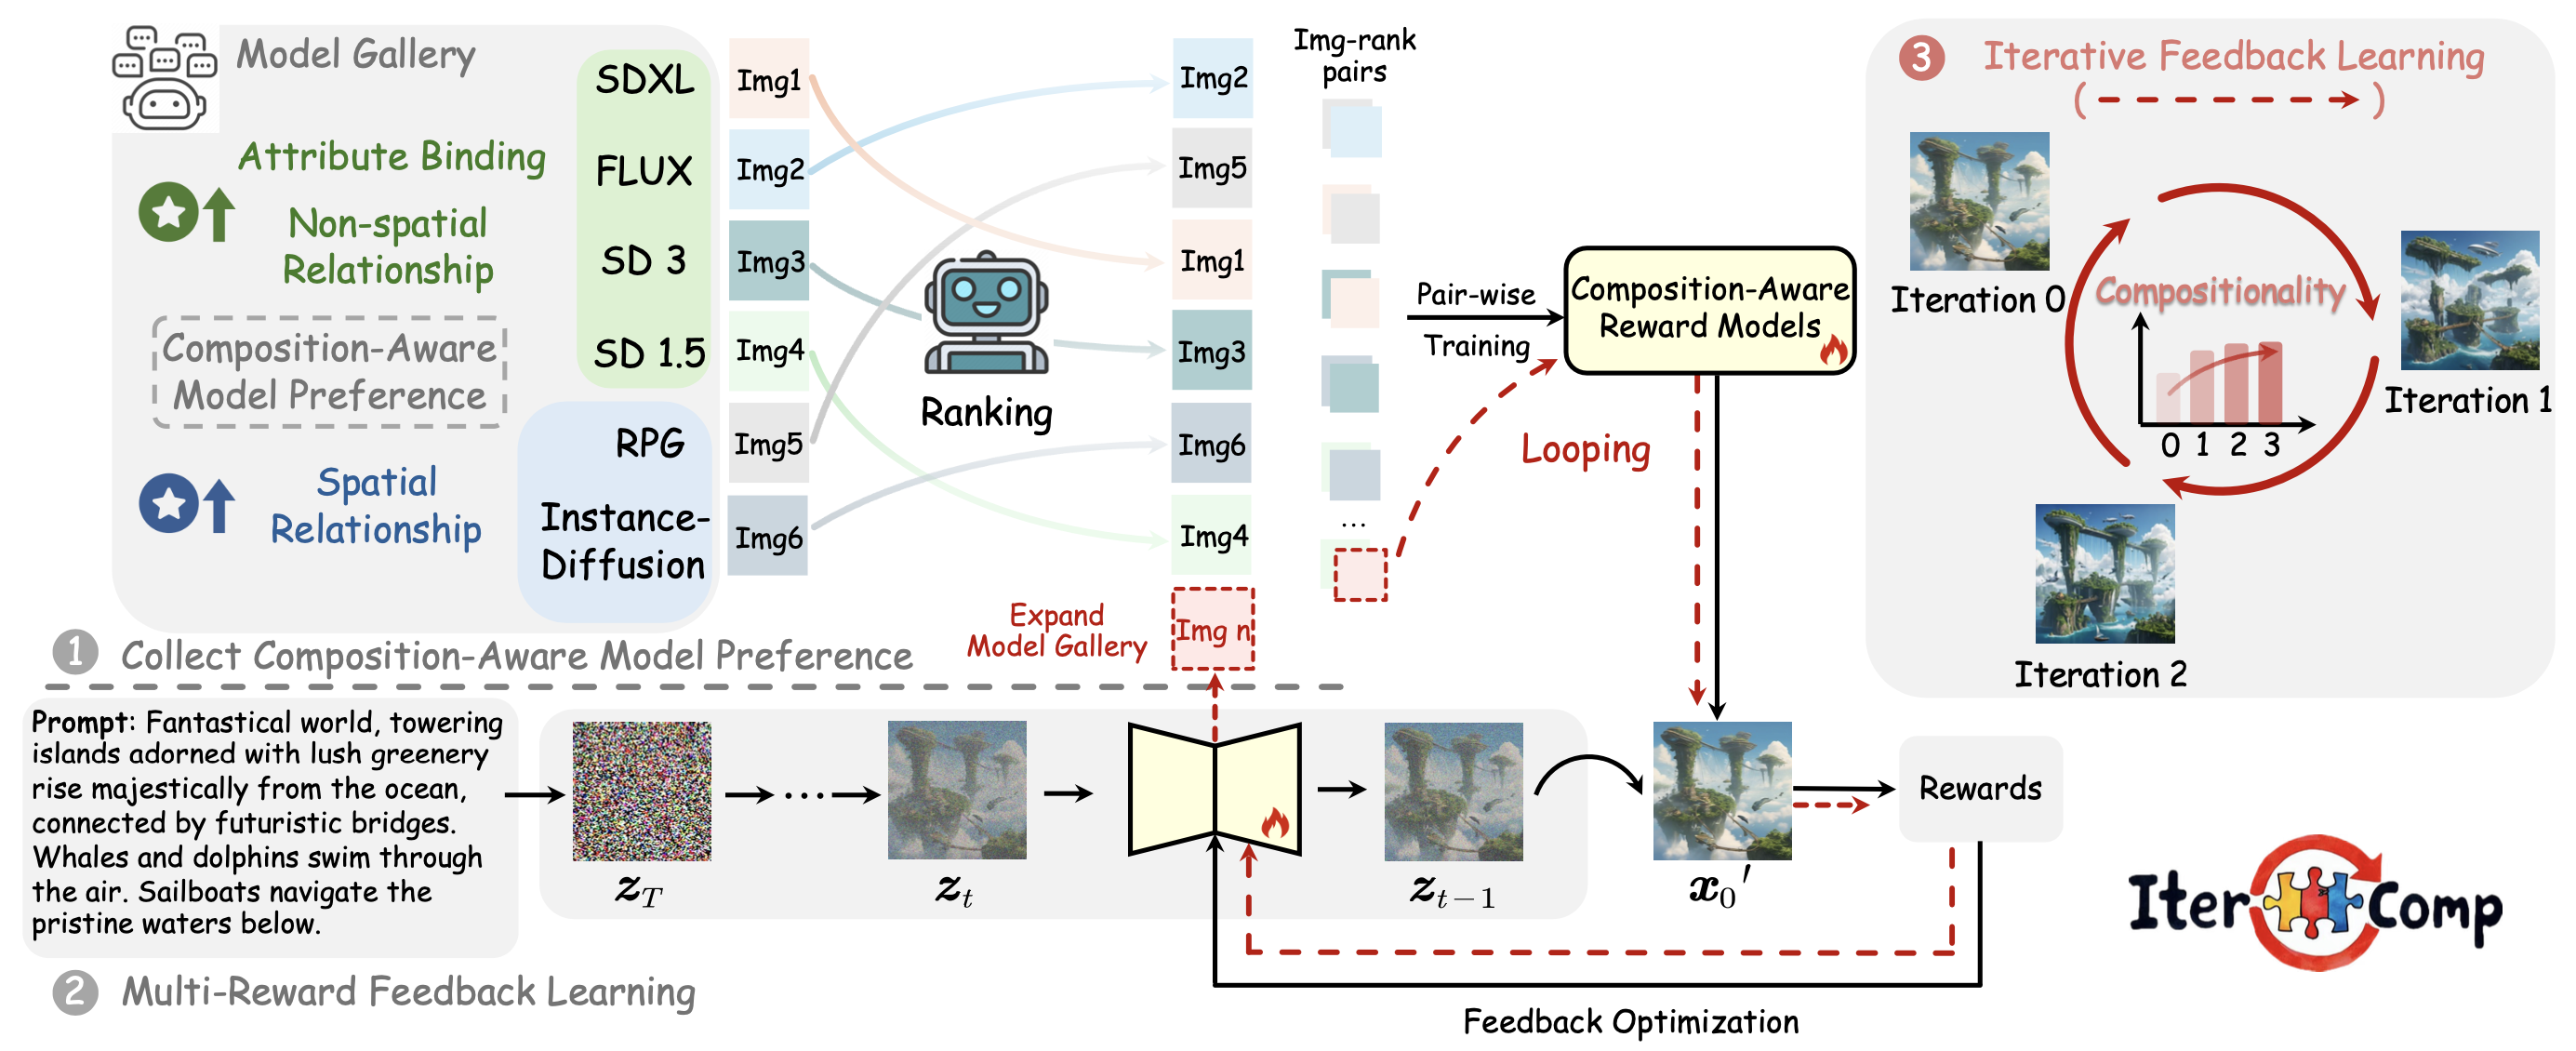 Model Gallery
Attribute Binding
Non-spatial
Relationship
Composition-Aware
Model Preference
Spatial
Relationship
SDXL
FLUX
SD 3
SD 1.5
RPG
Instance-
Diffusion
Img1
Img2
Img3
Img4
Img5
Img6
Ranking
Img2
Img5
Img1
Img3
Img6
Img4
Expand
Model Gallery
Img n
Img-rank
pairs
...
Pair-wise
Training
Composition-Aware
Reward Models
Looping
1 Collect Composition-Aware Model Preference
3 Iterative Feedback Learning
( )
Iteration 0
Compositionality
0 1 2 3
Iteration 1
Iteration 2
Prompt: Fantastical world, towering
islands adorned with lush greenery
rise majestically from the ocean,
connected by futuristic bridges.
Whales and dolphins swim through
the air. Sailboats navigate the
pristine waters below.
...
z_T
z_t
z_{t-1}
x_0'
Rewards
Feedback Optimization
2 Multi-Reward Feedback Learning
Iter Comp